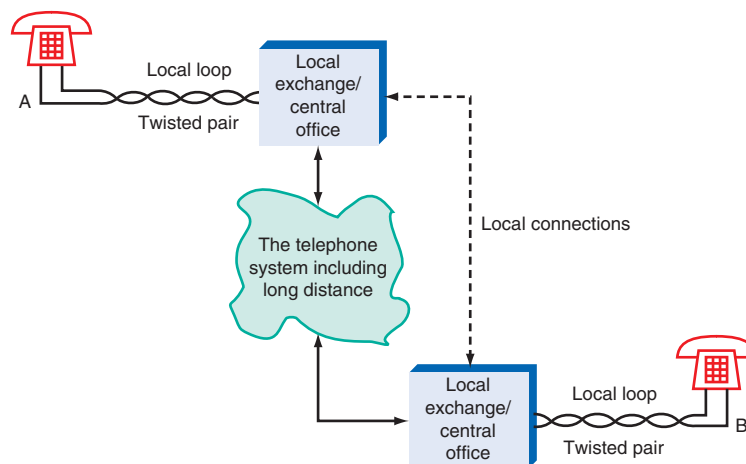 Local loop
A
Twisted pair
Local
exchange/
central
office
The telephone
system including
long distance
Local connections
Local
exchange/
central
office
Local loop
B
Twisted pair